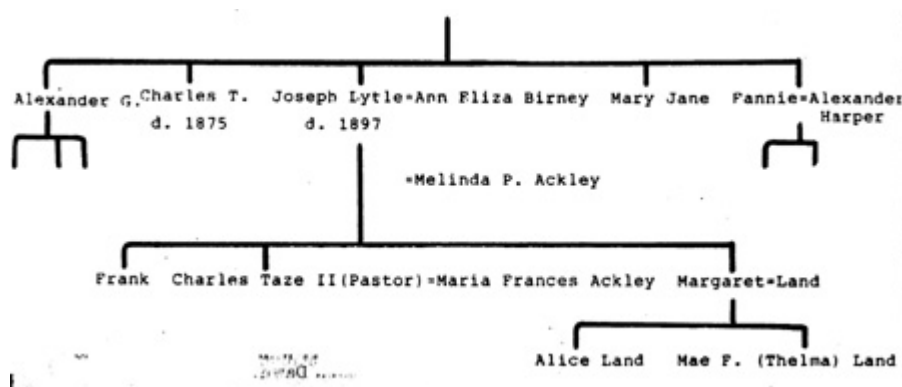 Alexander G. Charles T. Joseph Lytle=Ann Eliza Birney Mary Jane Fannie=Alexander
d. 1875 d. 1897 Harper
=Melinda P. Ackley
Frank Charles Taze II(Pastor)=Maria Frances Ackley Margaret=Land
Alice Land Mae F. (Thelma) Land